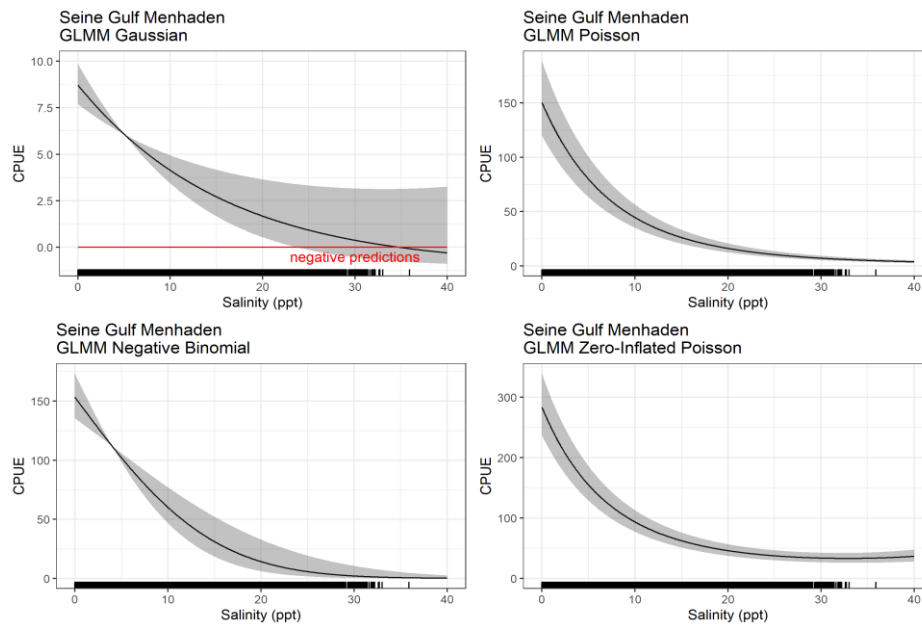 Seine Gulf Menhaden
GLMM Gaussian
10.0
7.5
5.0
2.5
0.0
CPUE
negative predictions
0
10
20
30
40
Salinity (ppt)
Seine Gulf Menhaden
GLMM Poisson
150
100
50
0
CPUE
0
10
20
30
40
Salinity (ppt)
Seine Gulf Menhaden
GLMM Negative Binomial
150
100
50
0
CPUE
0
10
20
30
40
Salinity (ppt)
Seine Gulf Menhaden
GLMM Zero-Inflated Poisson
300
200
100
0
CPUE
0
10
20
30
40
Salinity (ppt)